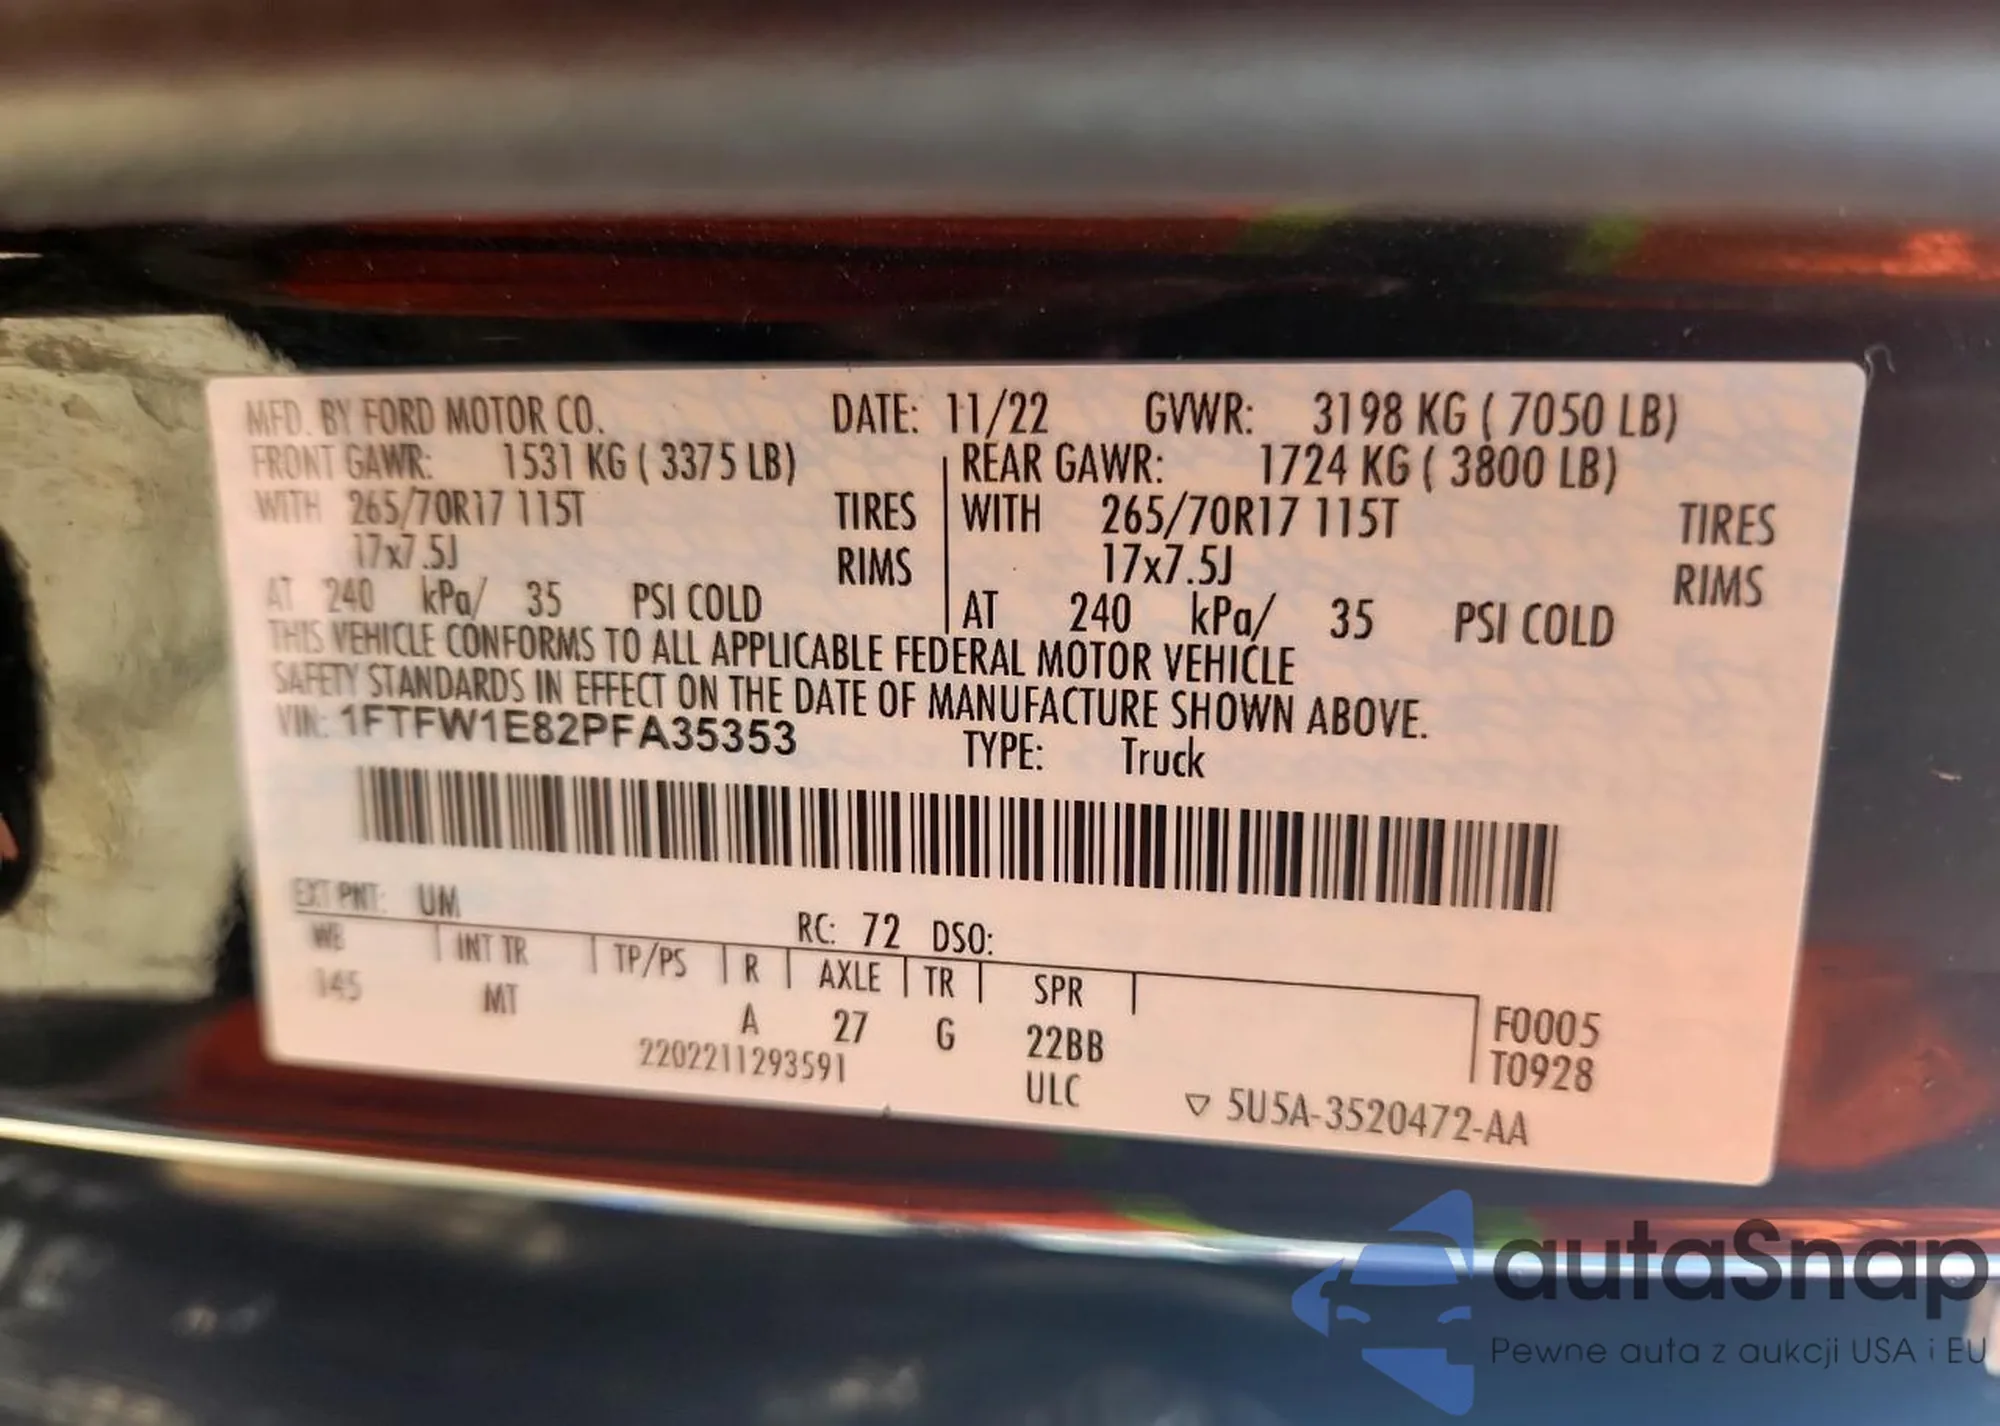 MFD. BY FORD MOTOR CO. DATE: 11/22 GVWR: 3198 KG ( 7050 LB)
FRONT GAWR: 1531 KG ( 3375 LB) REAR GAWR: 1724 KG ( 3800 LB)
WITH 265/70R17 115T TIRES WITH 265/70R17 115T TIRES
17x7.5J RIMS 17x7.5J RIMS
AT 240 kPa/ 35 PSI COLD AT 240 kPa/ 35 PSI COLD
THIS VEHICLE CONFORMS TO ALL APPLICABLE FEDERAL MOTOR VEHICLE
SAFETY STANDARDS IN EFFECT ON THE DATE OF MANUFACTURE SHOWN ABOVE.
VIN: 1FTFW1E82PFA35353 TYPE: Truck
EXT PNT: UM RC: 72 DSO:
WB INT TR TP/PS R AXLE TR SPR
145 MT A 27 G 22BB F0005
2202211293591 ULC T0928
▽ 5U5A-3520472-AA
autaSnap
Pewne auta z aukcji USA i EU